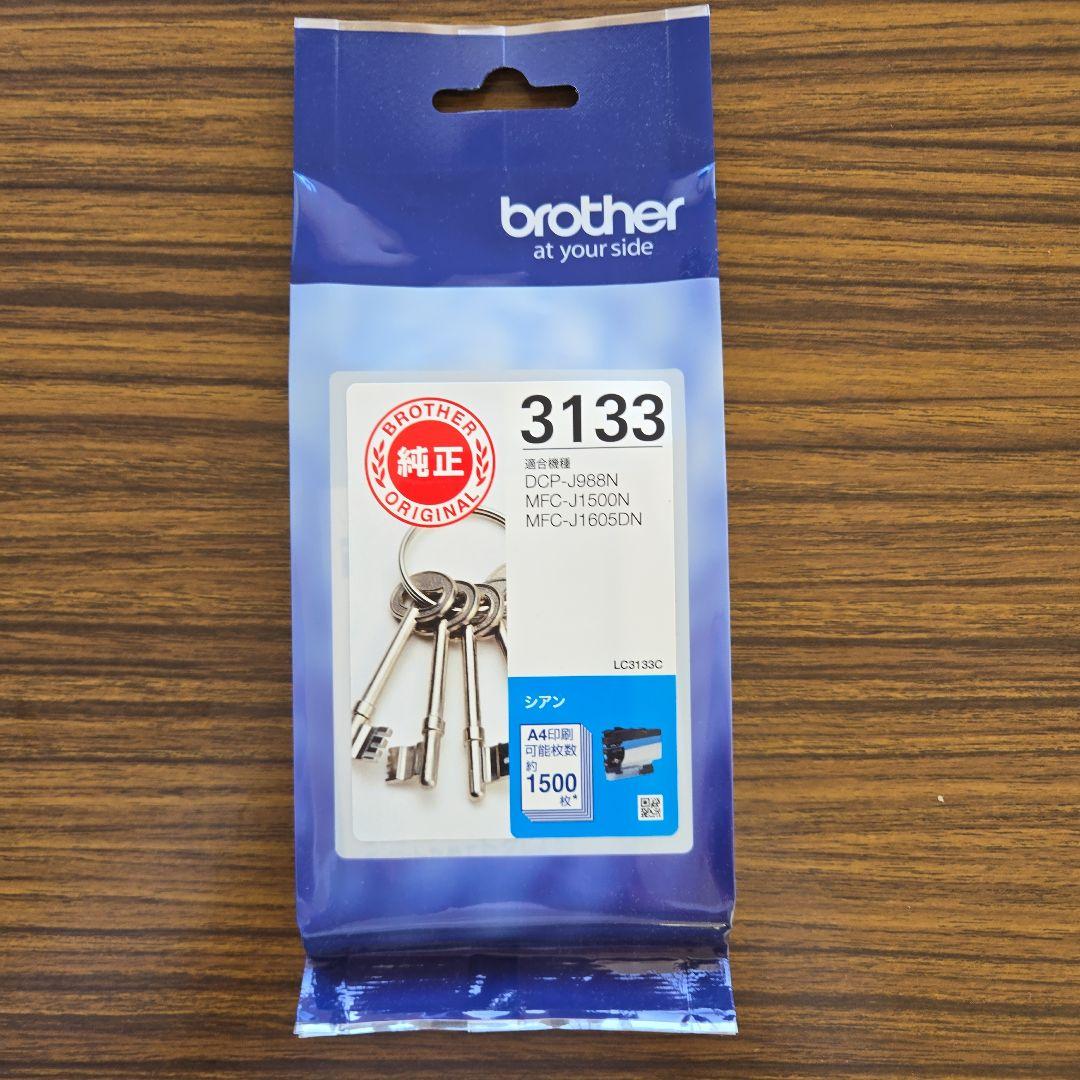 brother
at your side
BROTHER
純正
ORIGINAL
3133
適合機種
DCP-J988N
MFC-J1500N
MFC-J1605DN
LC3133C
シアン
A4印刷
可能枚数
約
1500
枚*